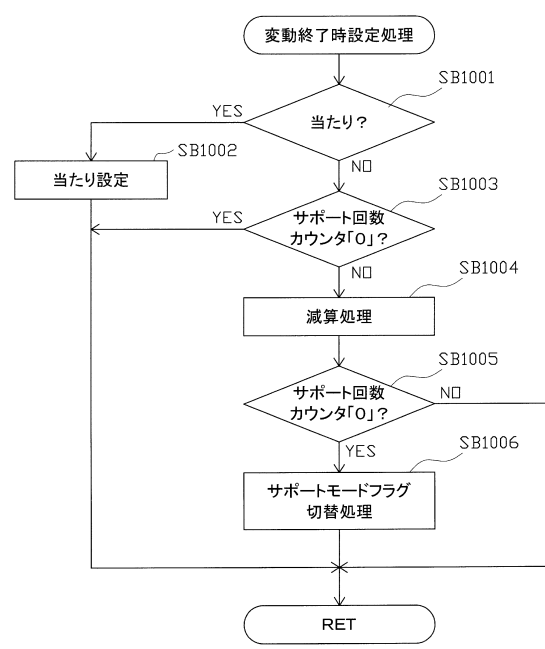 変動終了時設定処理
SB1001
YES
当たり？
NO
SB1002
当たり設定
SB1003
YES
サポート回数
カウンタ「０」？
NO
SB1004
減算処理
SB1005
サポート回数
カウンタ「０」？
NO
YES
SB1006
サポートモードフラグ
切替処理
RET